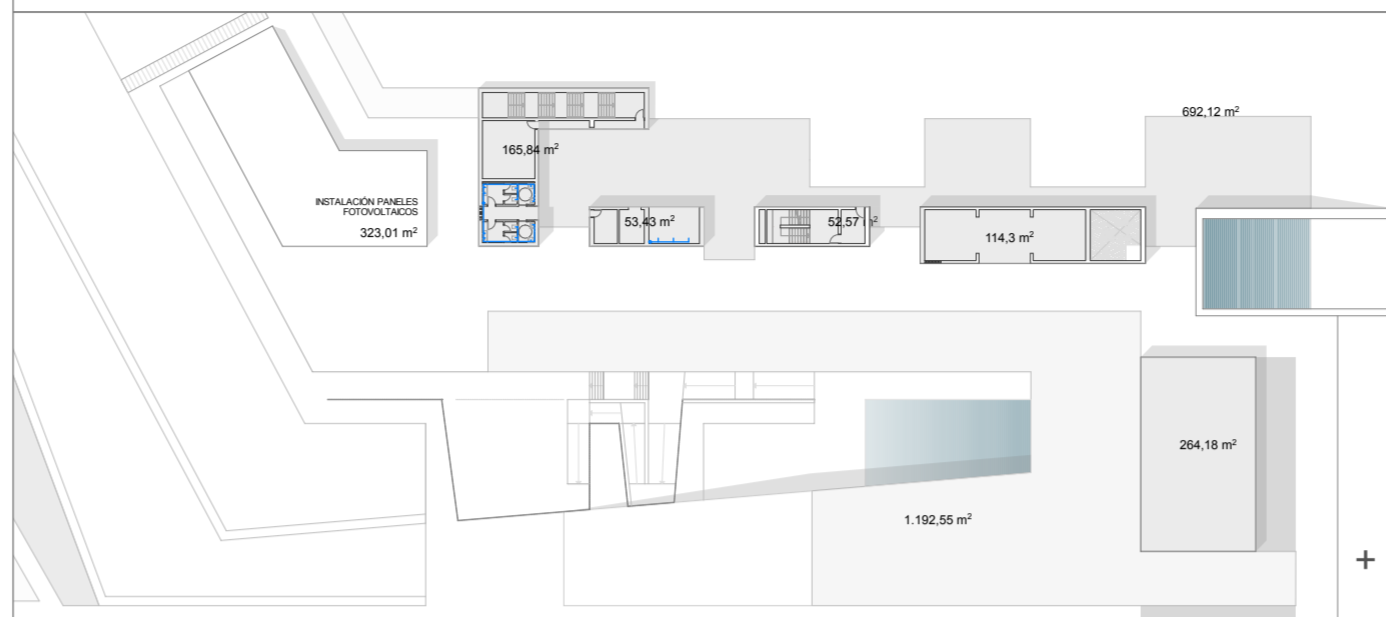 692,12 m²
165,84 m²
INSTALACIÓN PANELES
FOTOVOLTAICOS
323,01 m²
53,43 m²
52,57 m²
114,3 m²
264,18 m²
1.192,55 m²
+